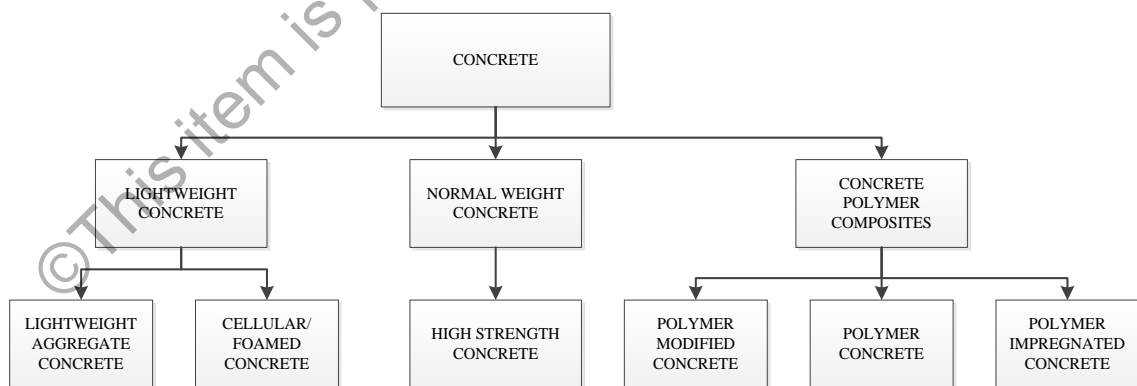 ©This item is
CONCRETE
LIGHTWEIGHT
CONCRETE
NORMAL WEIGHT
CONCRETE
CONCRETE
POLYMER
COMPOSITES
LIGHTWEIGHT
AGGREGATE
CONCRETE
CELLULAR/
FOAMED
CONCRETE
HIGH STRENGTH
CONCRETE
POLYMER
MODIFIED
CONCRETE
POLYMER
CONCRETE
POLYMER
IMPREGNATED
CONCRETE